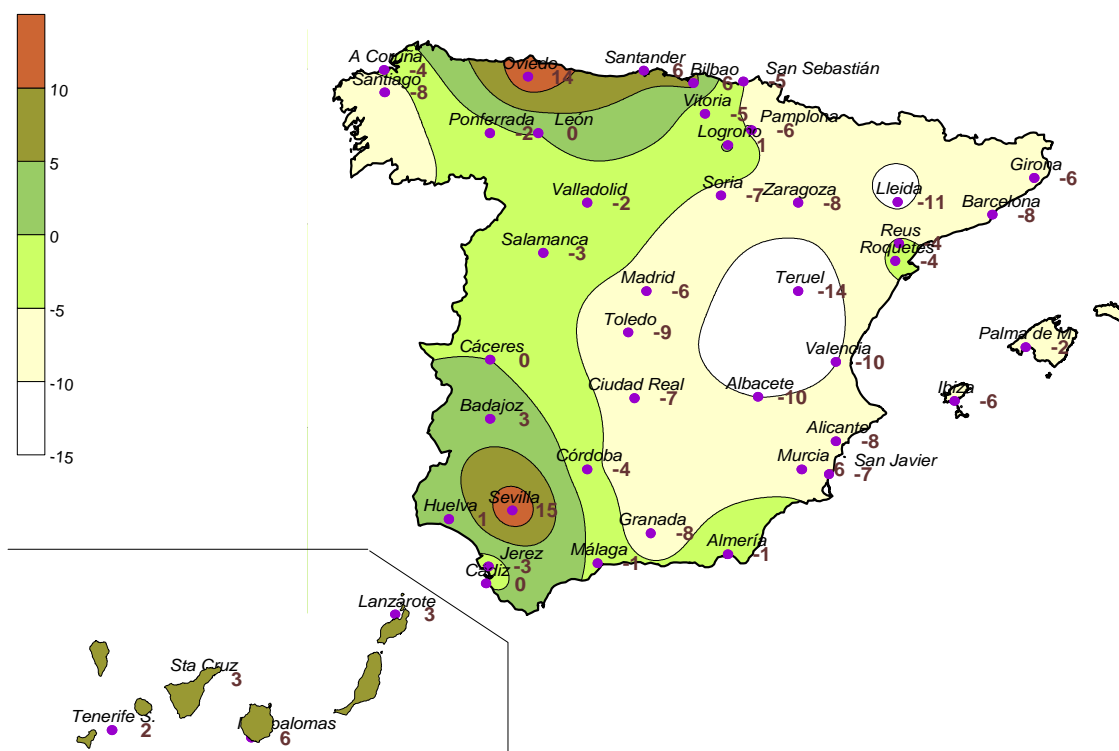 10
5
0
-5
-10
-15
A Coruña -4
Santiago -8
Oviedo 14
Santander 6
Bilbao 6
San Sebastián -5
Vitoria -5
Pamplona -6
Ponferrada -2
León 0
Logroño 1
Valladolid -2
Soria -7
Zaragoza -8
Lleida -11
Girona -6
Barcelona -8
Salamanca -3
Reus -4
Roquetes -4
Madrid -6
Teruel -14
Toledo -9
Palma de M. -2
Cáceres 0
Valencia -10
Ciudad Real -7
Albacete -10
Ibiza -6
Badajoz 3
Alicante -8
Córdoba -4
Murcia -6
San Javier -7
Sevilla 15
Huelva 1
Granada -8
Jerez -3
Cádiz 0
Málaga -1
Almería -1
Lanzarote 3
Sta Cruz 3
Tenerife S. 2
palomas 6